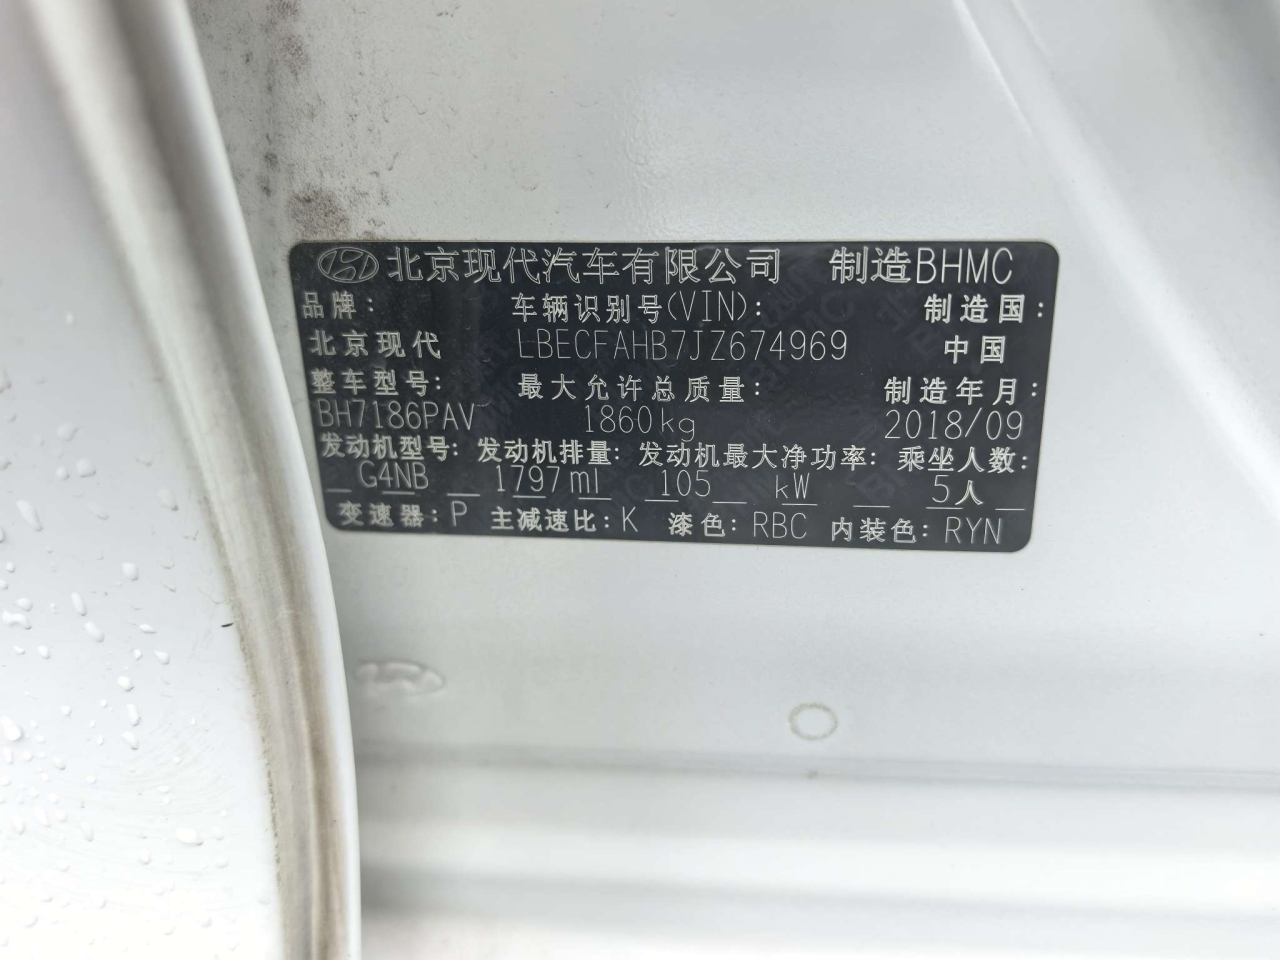 北京现代汽车有限公司 制造BHMC
品牌: 车辆识别号(VIN): 制造国:
北京现代 LBECFAHB7JZ674969 中国
整车型号: 最大允许总质量: 制造年月:
BH7186PAV 1860kg 2018/09
发动机型号: 发动机排量: 发动机最大净功率: 乘坐人数:
G4NB 1797ml 105 kW 5人
变速器: P 主减速比: K 漆色: RBC 内装色: RYN